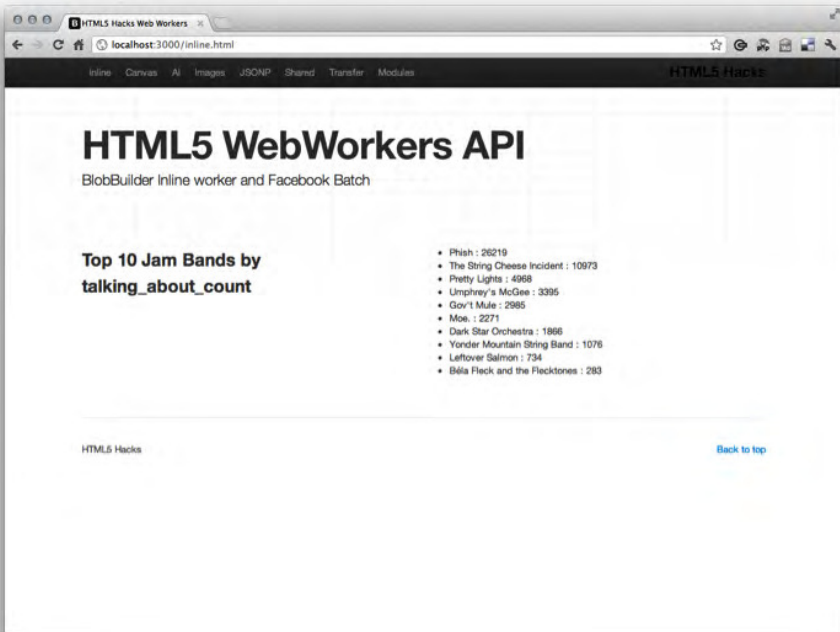 HTML5 Hacks Web Workers
localhost:3000/inline.html
Inline Canvas AI Images JSONP Shared Transfer Modules
HTML5 Hacks
HTML5 WebWorkers API
BlobBuilder Inline worker and Facebook Batch
Top 10 Jam Bands by
talking_about_count
Phish : 26219
The String Cheese Incident : 10973
Pretty Lights : 4968
Umphrey's McGee : 3395
Gov't Mule : 2985
Moe. : 2271
Dark Star Orchestra : 1866
Yonder Mountain String Band : 1076
Leftover Salmon : 734
Béla Fleck and the Flecktones : 283
HTML5 Hacks
Back to top